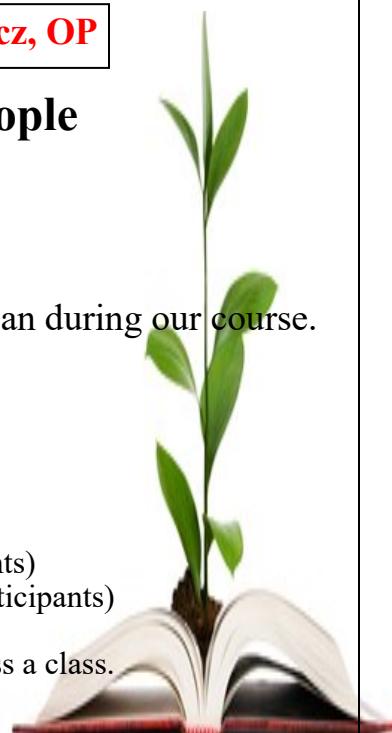 cz, OP
ople
an during our course.
nts)
ticipants)
ss a class.